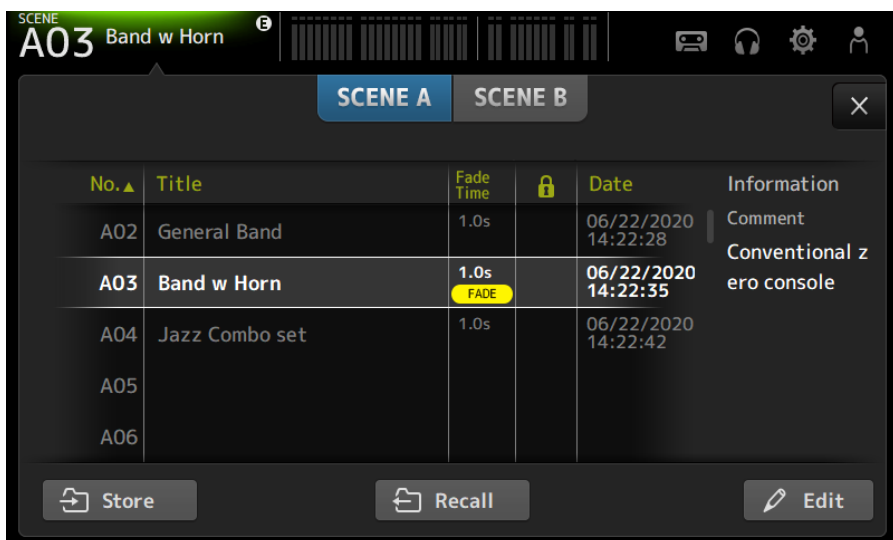 SCENE
A03 Band w Horn E
SCENE A SCENE B
No.▲ Title Fade Time Date Information
A02 General Band 1.0s 06/22/2020 14:22:28
Comment
Conventional z
ero console
A03 Band w Horn 1.0s FADE 06/22/2020 14:22:35
A04 Jazz Combo set 1.0s 06/22/2020 14:22:42
A05
A06
Store Recall Edit